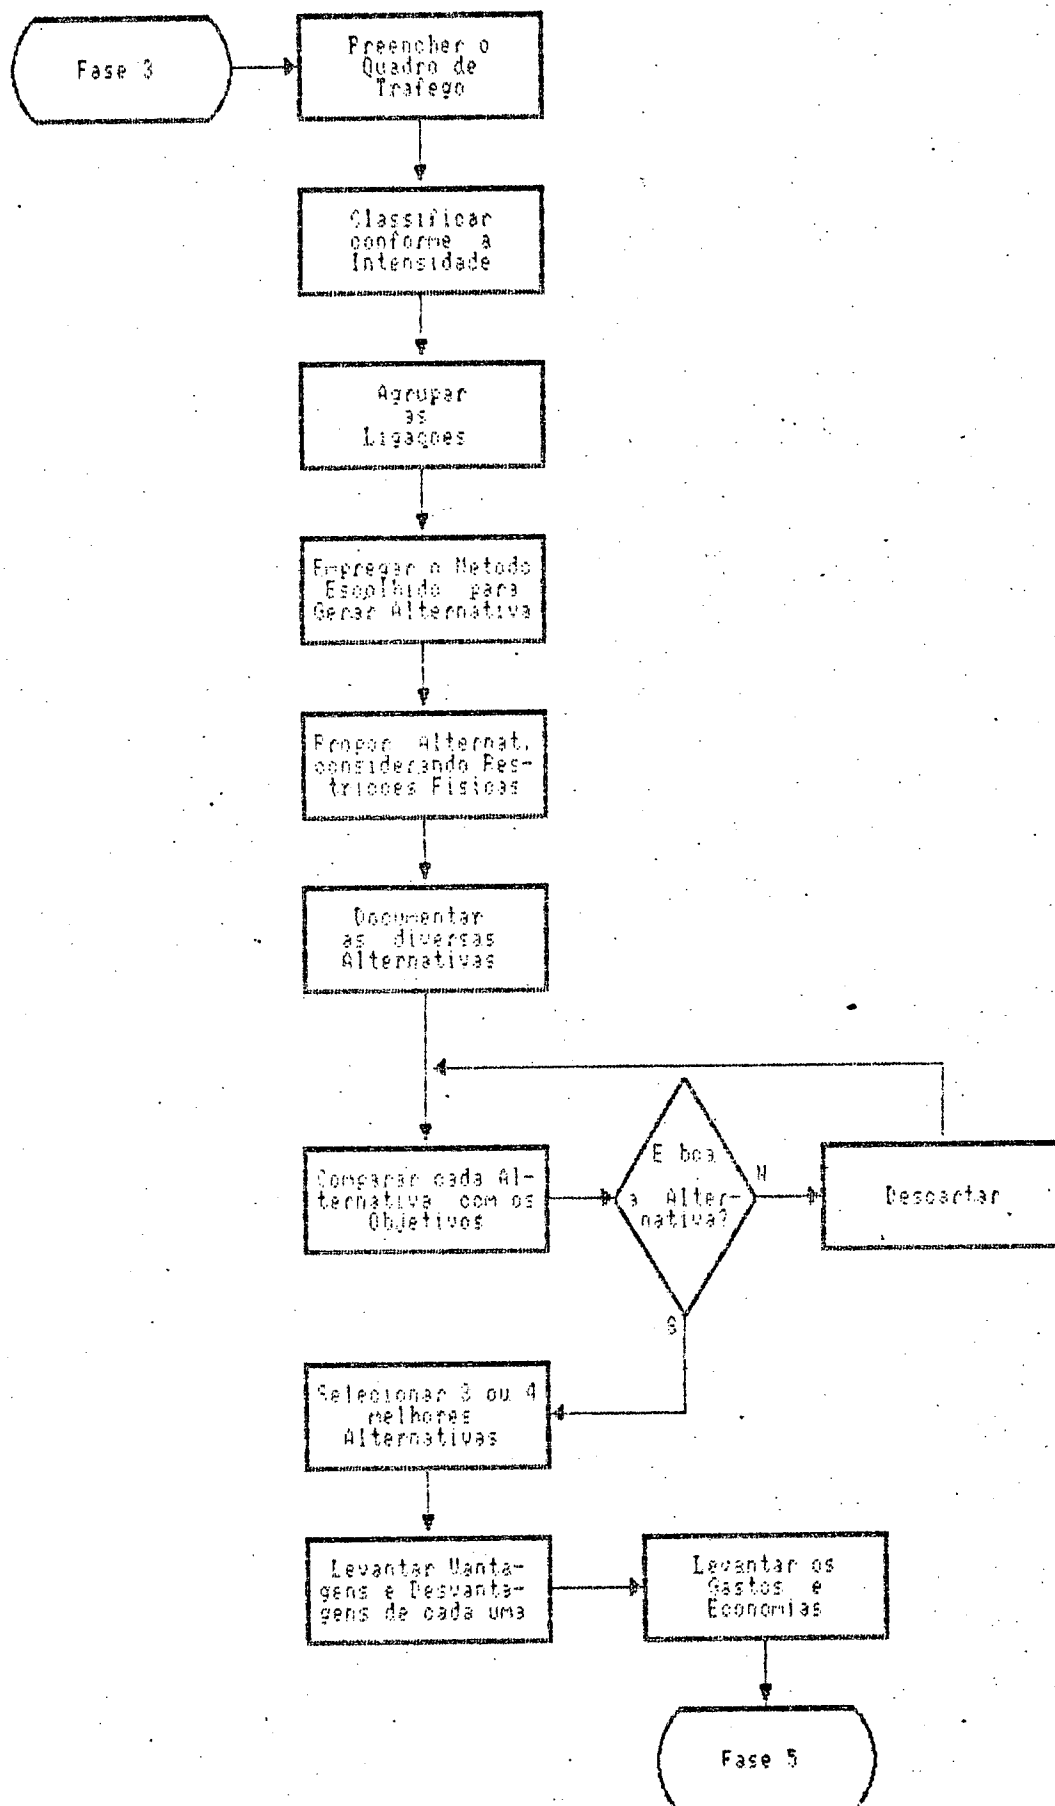 Fase 3
Preencher o
Quadro de
Trafego
Classificar
conforme a
Intensidade
Agrupar
as
Ligaçoes
Empregar o Metodo
Escolhido para
Gerar Alternativa
Propor Alternat.
considerando Res-
tricoes Fisicas
Documentar
as diversas
Alternativas
Comparar cada Al-
ternativa com os
Objetivos
E boa
a Alter-
nativa?
N
Descartar
S
Selecionar 3 ou 4
melhores
Alternativas
Levantar Vanta-
gens e Desvanta-
gens de cada uma
Levantar os
Gastos e
Economias
Fase 5